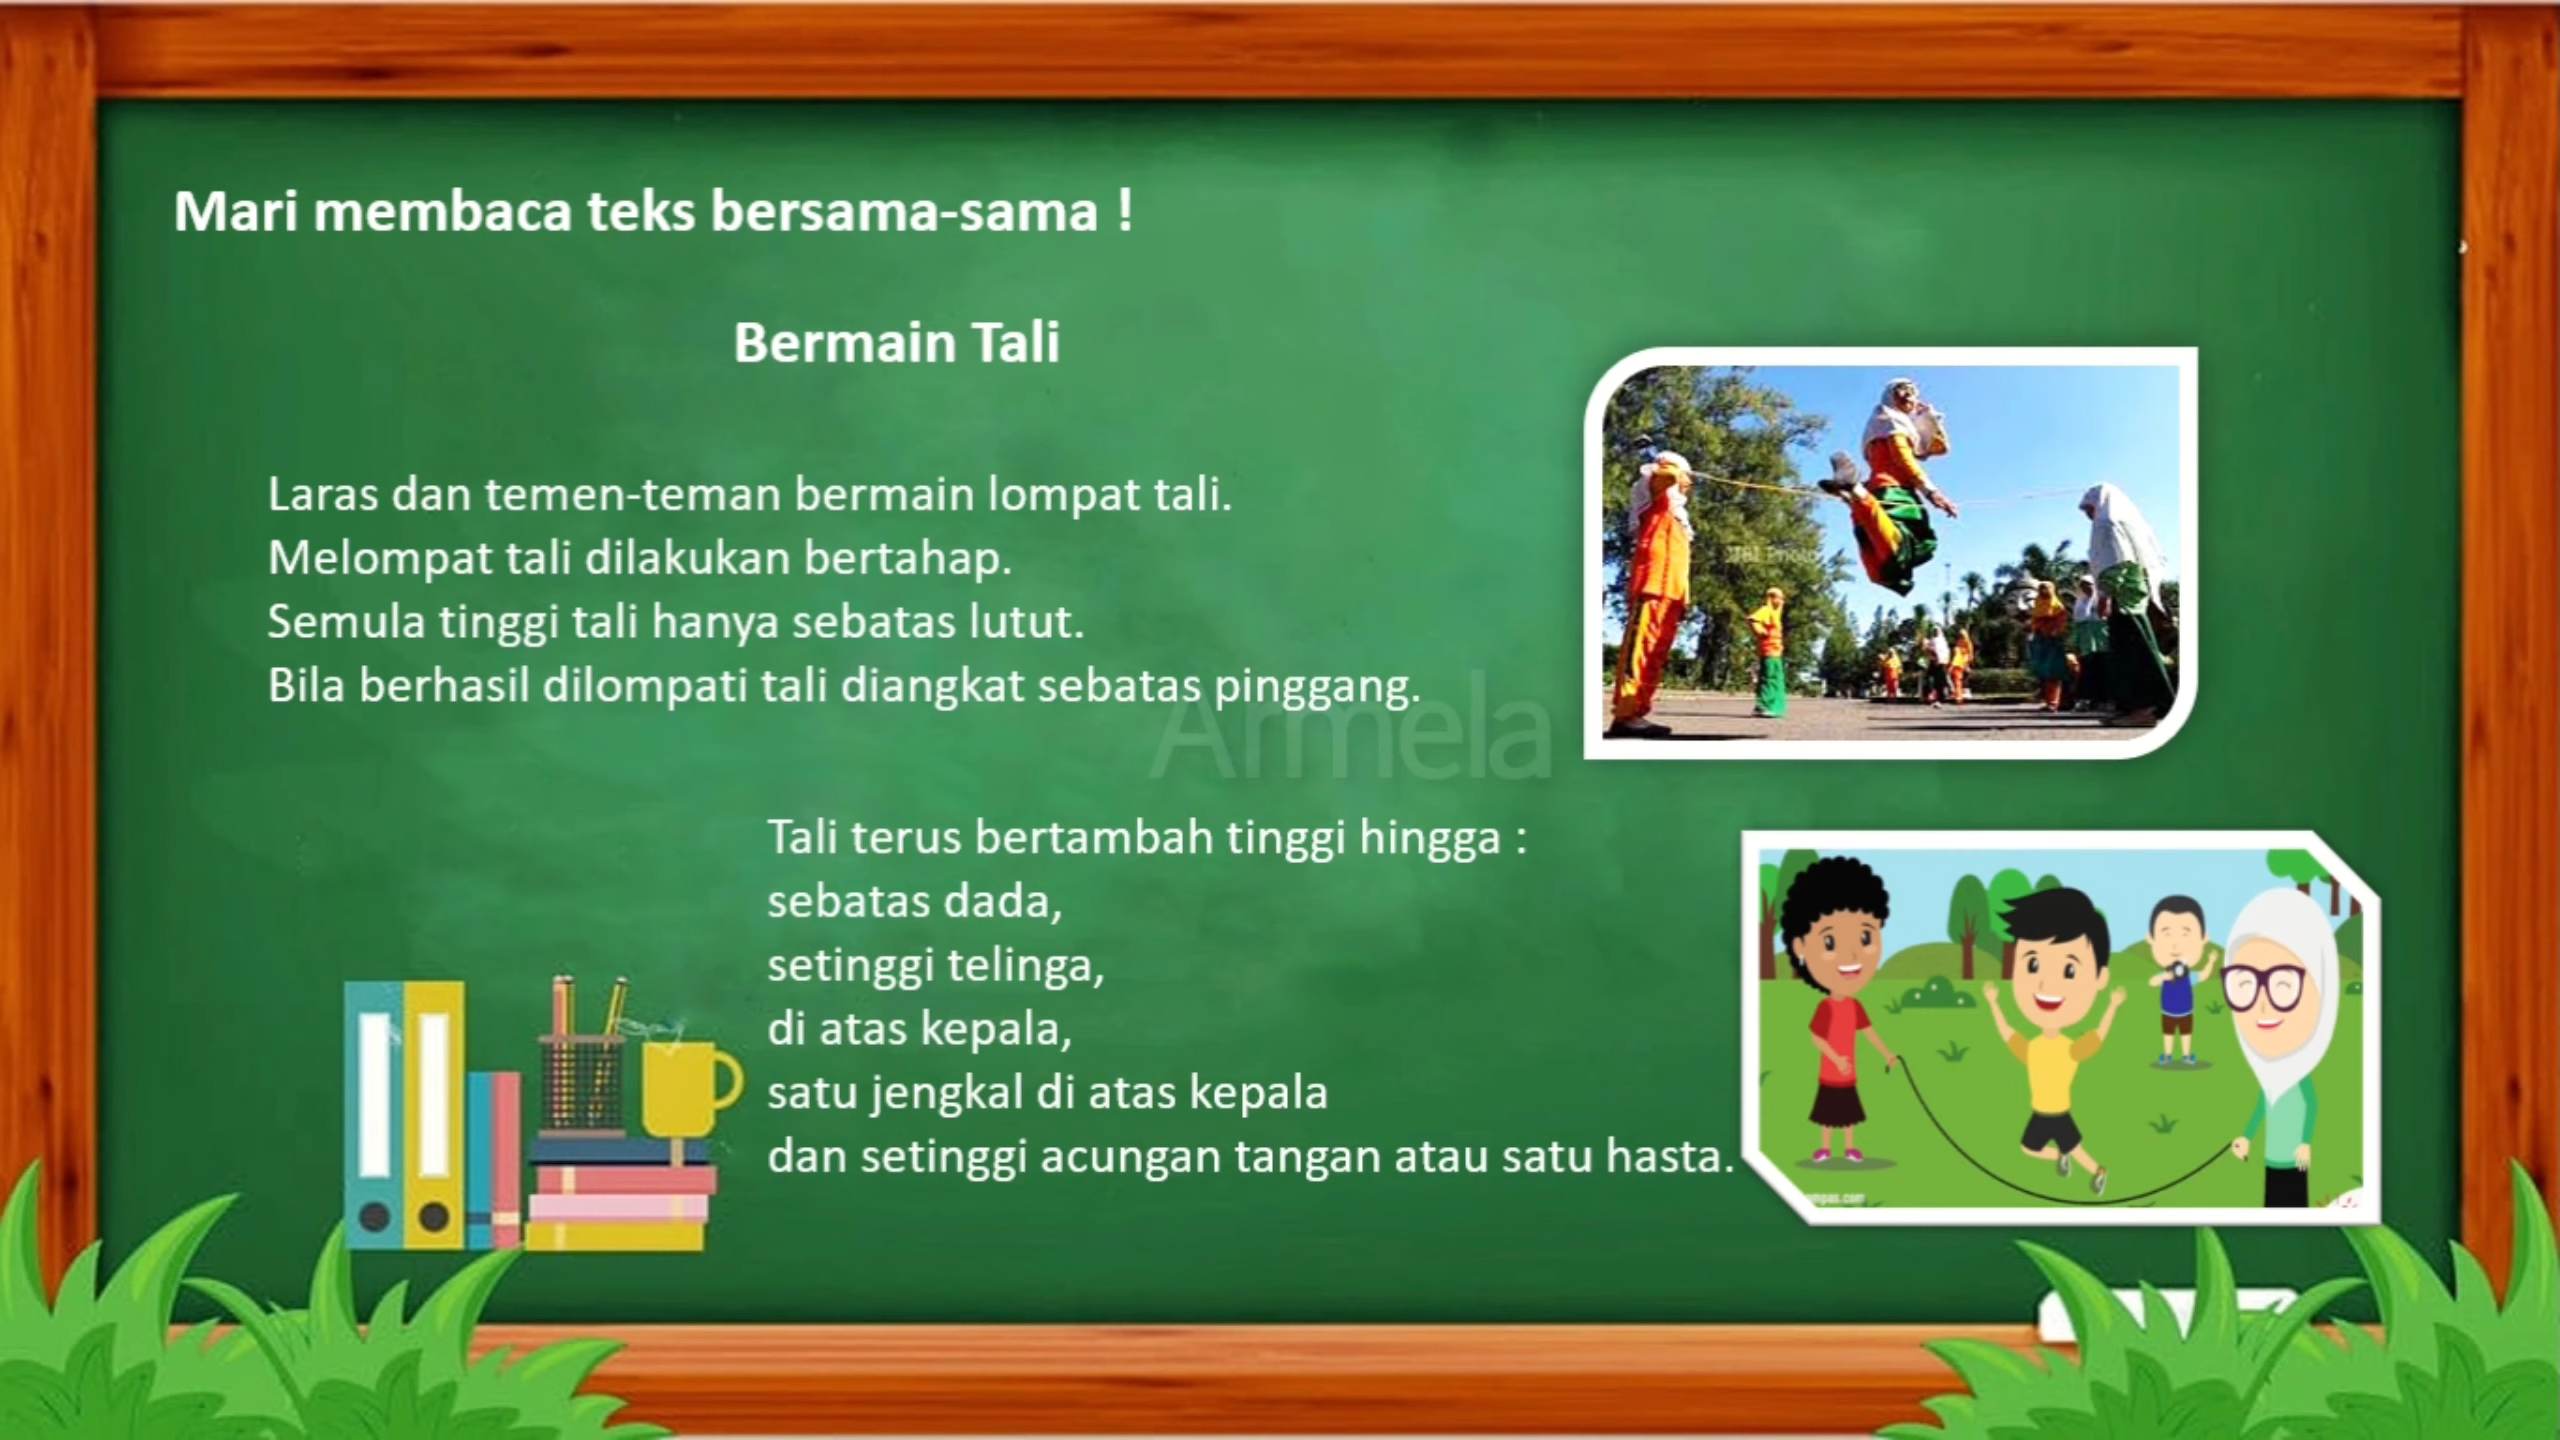 Mari membaca teks bersama-sama !
Bermain Tali
Laras dan temen-teman bermain lompat tali.
Melompat tali dilakukan bertahap.
Semula tinggi tali hanya sebatas lutut.
Bila berhasil dilompati tali diangkat sebatas pinggang.
Armela
Tali terus bertambah tinggi hingga :
sebatas dada,
setinggi telinga,
di atas kepala,
satu jengkal di atas kepala
dan setinggi acungan tangan atau satu hasta.